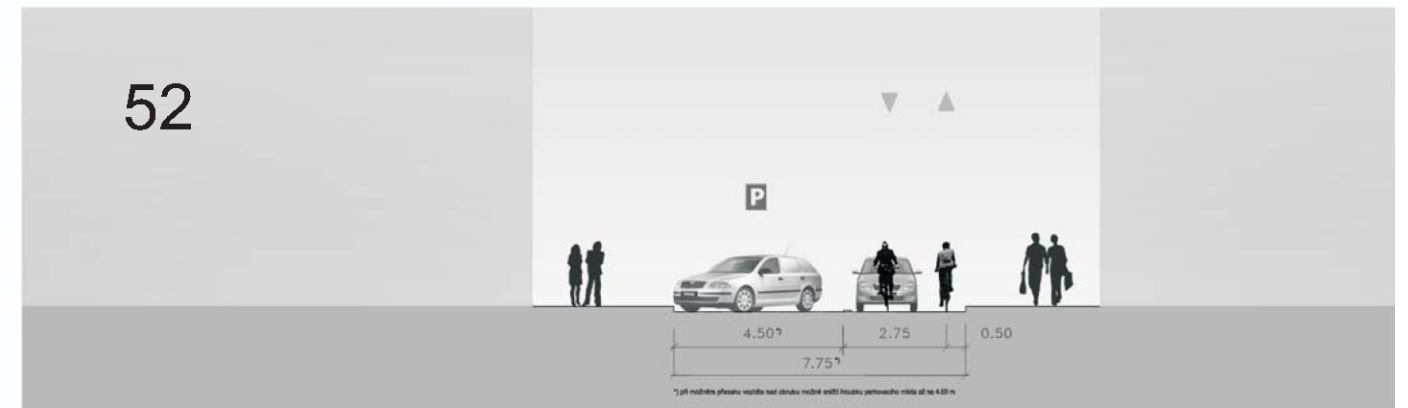 52
P
4.50*)
2.75
0.50
7.75*)
*) při možném přesahu vozidla nad obrubu možné snížit hloubku parkovacího místa až na 4.00 m